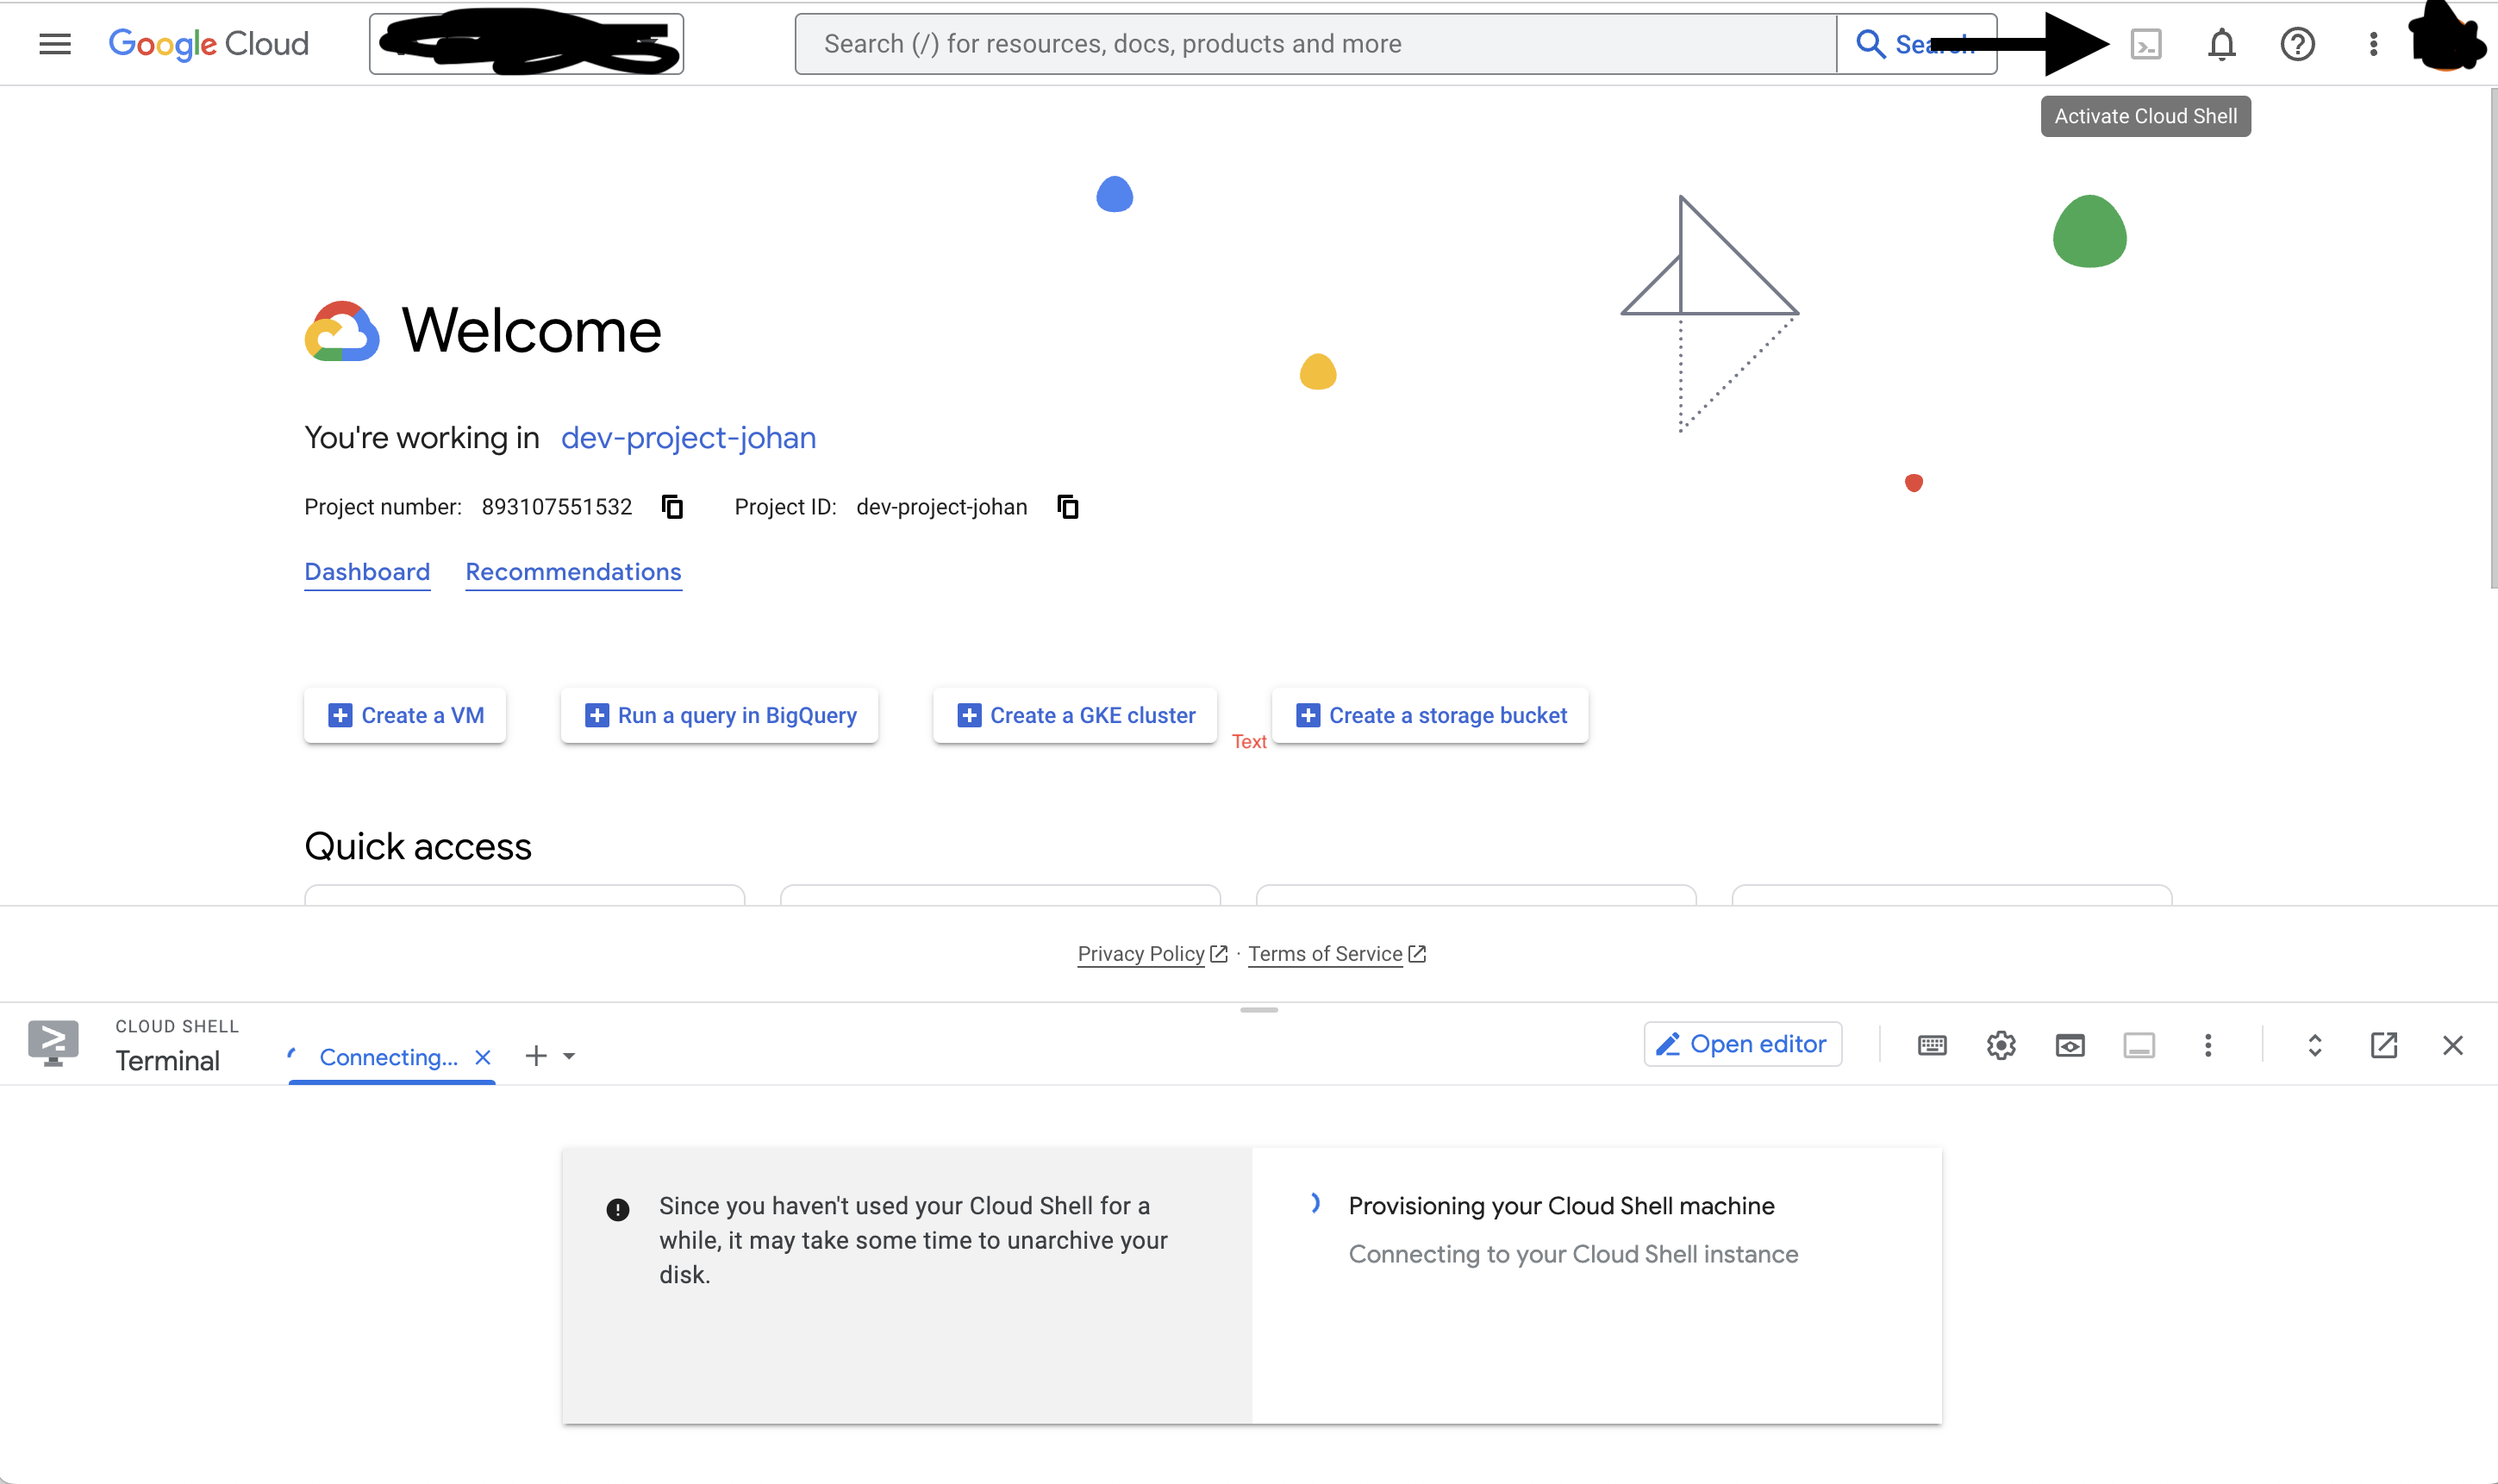 Google Cloud
Search (/) for resources, docs, products and more
Search
Activate Cloud Shell
Welcome
You're working in dev-project-johan
Project number: 893107551532 Project ID: dev-project-johan
Dashboard Recommendations
Create a VM Run a query in BigQuery Create a GKE cluster Create a storage bucket
Text
Quick access
Privacy Policy · Terms of Service
CLOUD SHELL
Terminal
Connecting...
Open editor
Since you haven't used your Cloud Shell for a
while, it may take some time to unarchive your
disk.
Provisioning your Cloud Shell machine
Connecting to your Cloud Shell instance